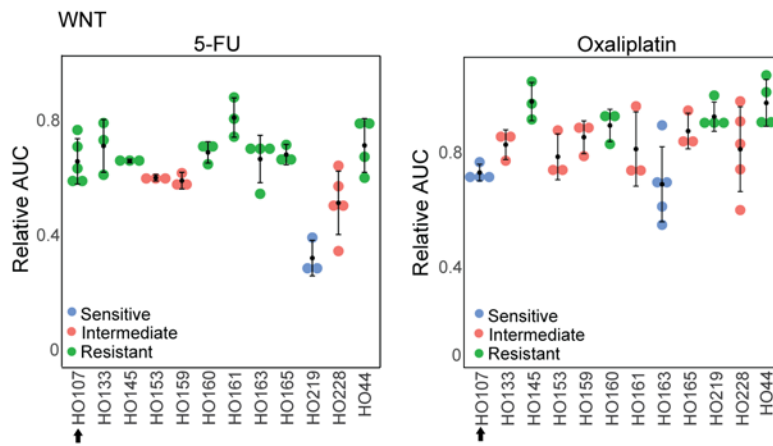 WNT
5-FU
Relative AUC
0.8
0.4
0
Sensitive
Intermediate
Resistant
HO107
HO133
HO145
HO153
HO159
HO160
HO161
HO163
HO165
HO219
HO228
HO44
Oxaliplatin
Relative AUC
0.8
0.4
0
Sensitive
Intermediate
Resistant
HO107
HO133
HO145
HO153
HO159
HO160
HO161
HO163
HO165
HO219
HO228
HO44